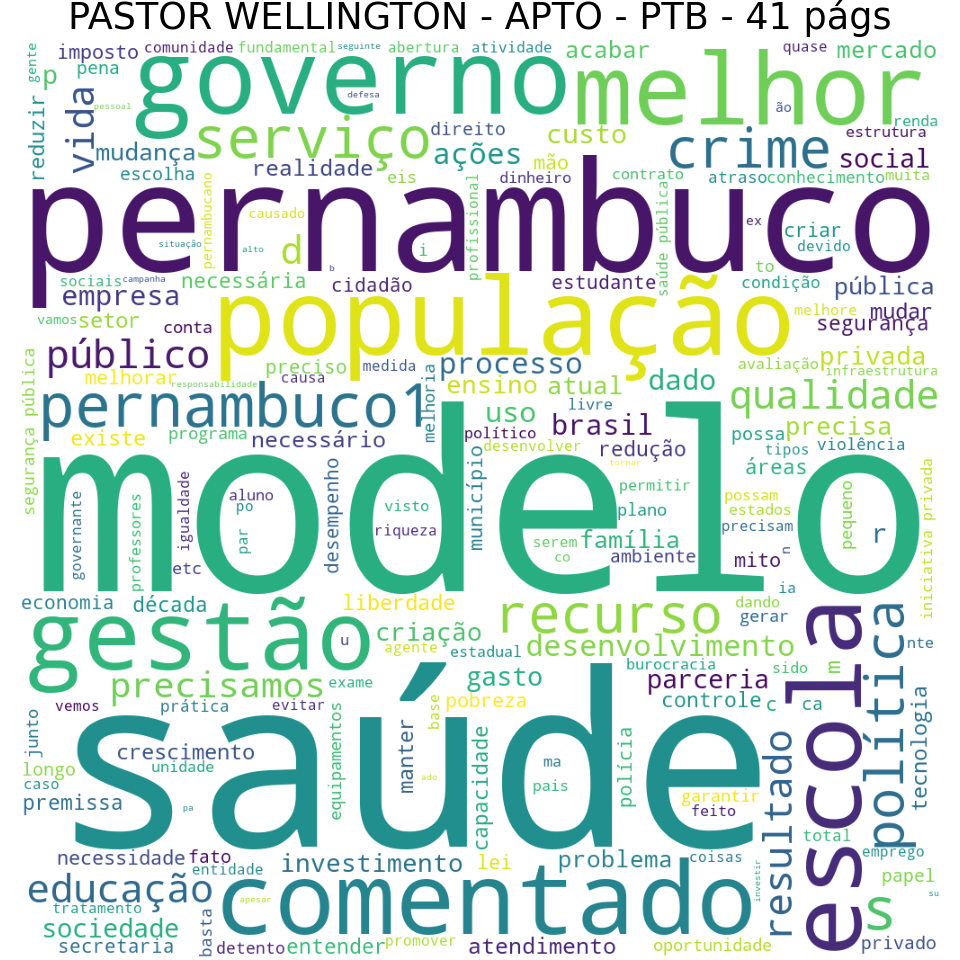 PASTOR WELLINGTON - APTO - PTB - 41 págs
imposto comunidade fundamental seguinte abertura atividade acabar quase mercado
gente p pena governo melhor
pessoal defesa ão renda
reduzir vida serviço direito custo crime estrutura
mudança realidade ações mão social
escolha eis dinheiro contrato atraso conhecimento muita
pernambuco
pernambucano causado profissional saúde pública ex
situação alto d i criar devido
b to
sociais campanha necessária cidadão estudante condição pública
empresa população melhore mudar
vamos setor conta segurança
público preciso medida processo avaliação privada
melhorar causa responsabilidade ensino atual dado infraestrutura
segurança pública pernambuco1 melhoria uso livre qualidade
existe programa necessário político brasil possa precisa
desenvolver redução tipos violência
modelo tornar áreas
governante professores igualdade aluno desempenho visto município permitir possam pequeno iniciativa privada
po riqueza plano estados
par serem família precisam r
etc co ambiente mito n
ia
economia década liberdade recurso dando
gestão u criação gerar escola política
agente estadual desenvolvimento nte
burocracia sido m
precisamos exame gasto parceria
vemos prática evitar base pobreza controle c ca
junto saúde resultado tecnologia
crescimento equipamentos manter capacidade ma polícia
longo unidade pais
caso ado garantir
premissa pa feito total
necessidade fato investimento lei problema coisas emprego
entidade papel
educação comentado investir s su
tratamento apesar
sociedade basta
secretaria detento entender promover atendimento oportunidade privado